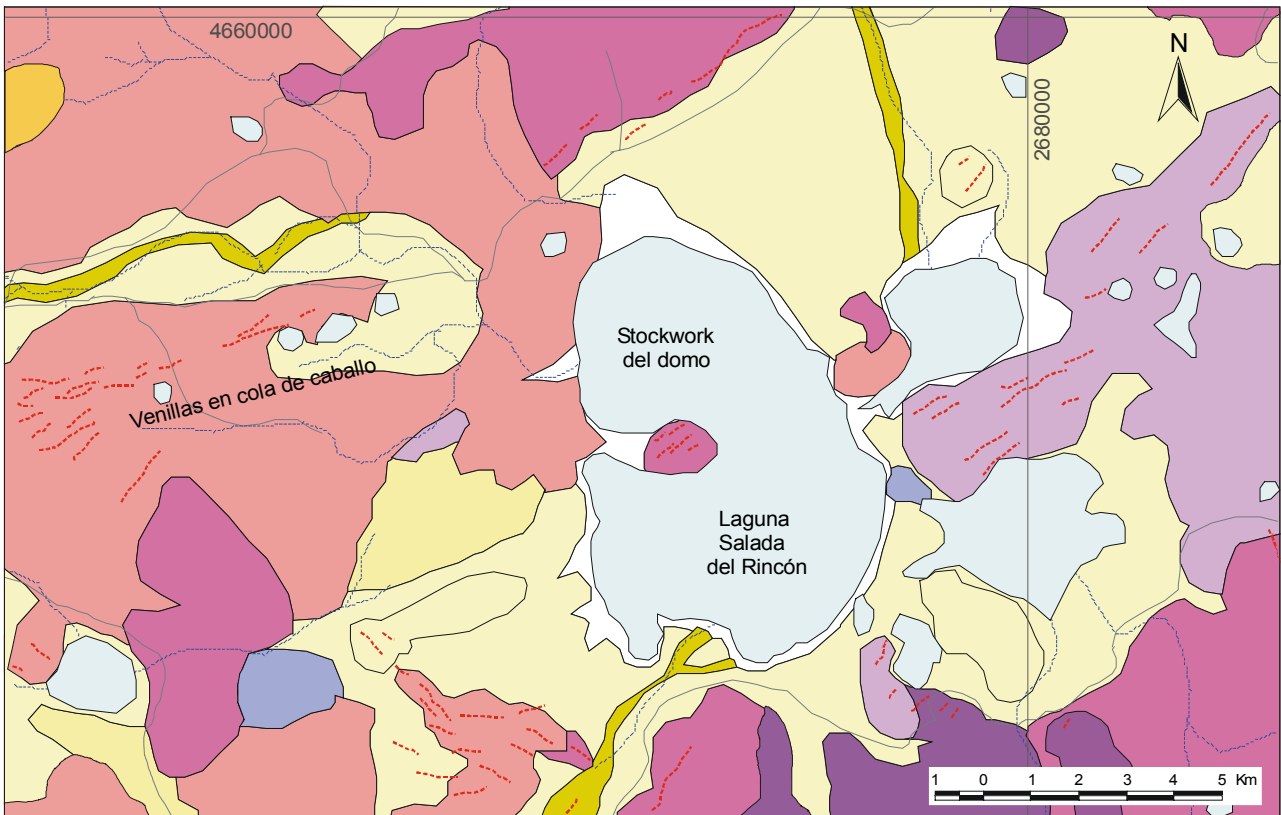 4660000
N
2680000
Stockwork
del domo
Venillas en cola de caballo
Laguna
Salada
del Rincón
1 0 1 2 3 4 5 Km